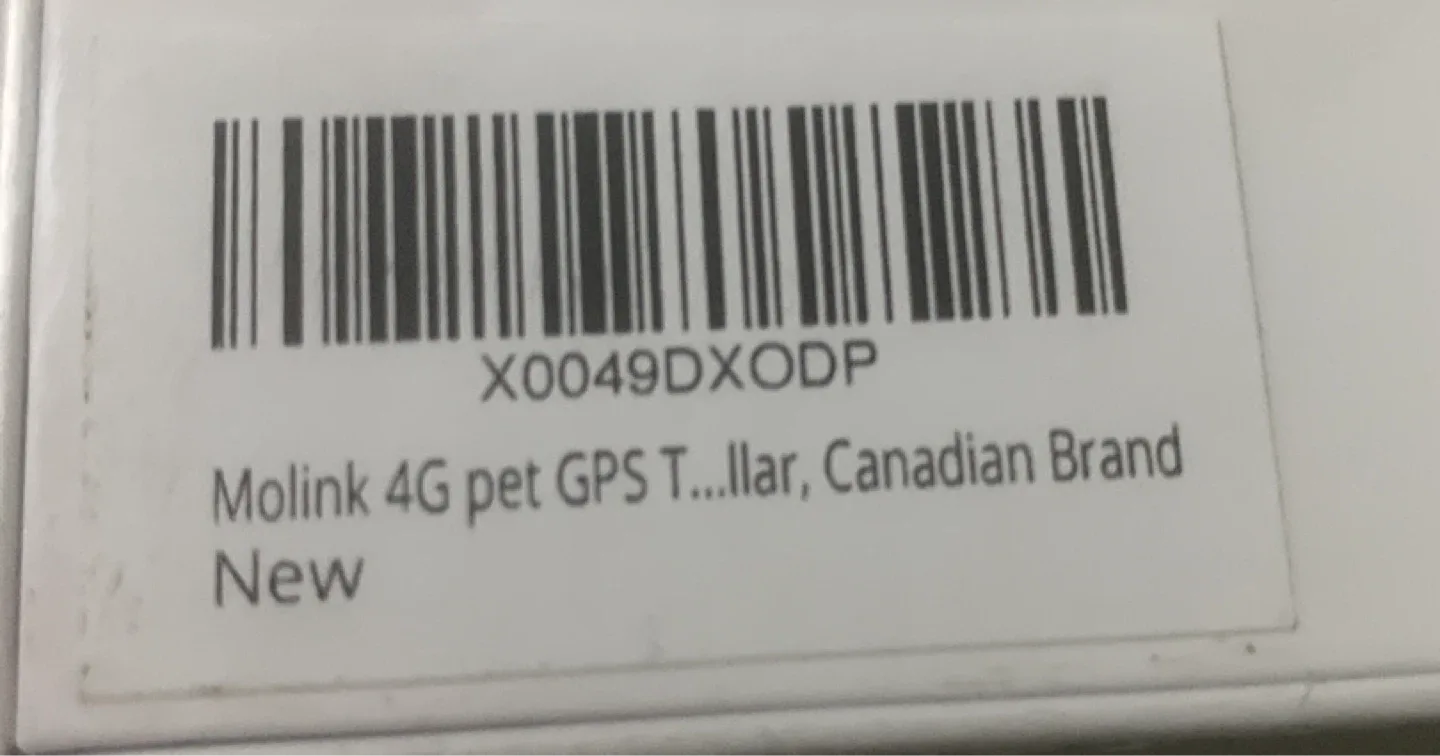 X0049DXODP
Molink 4G pet GPS T...llar, Canadian Brand
New